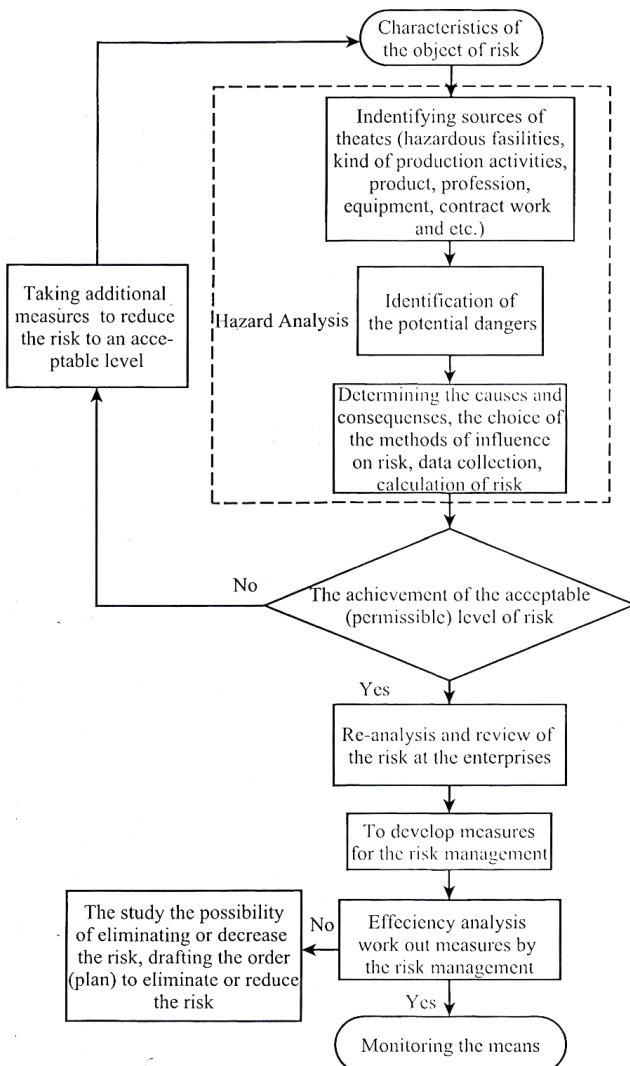 Characteristics
of the object of risk
Indentifying sources of
theates (hazardous fasilities,
kind of production activities,
product, profession,
equipment, contract work
and etc.)
Taking additional
measures to reduce
the risk to an acce-
ptable level
Hazard Analysis
Identification of
the potential dangers
Determining the causes and
consequenses, the choice of
the methods of influence
on risk, data collection,
calculation of risk
No
The achievement of the acceptable
(permissible) level of risk
Yes
Re-analysis and review of
the risk at the enterprises
To develop measures
for the risk management
The study the possibility
of eliminating or decrease
the risk, drafting the order
(plan) to eliminate or reduce
the risk
No
Effeciency analysis
work out measures by
the risk management
Yes
Monitoring the means